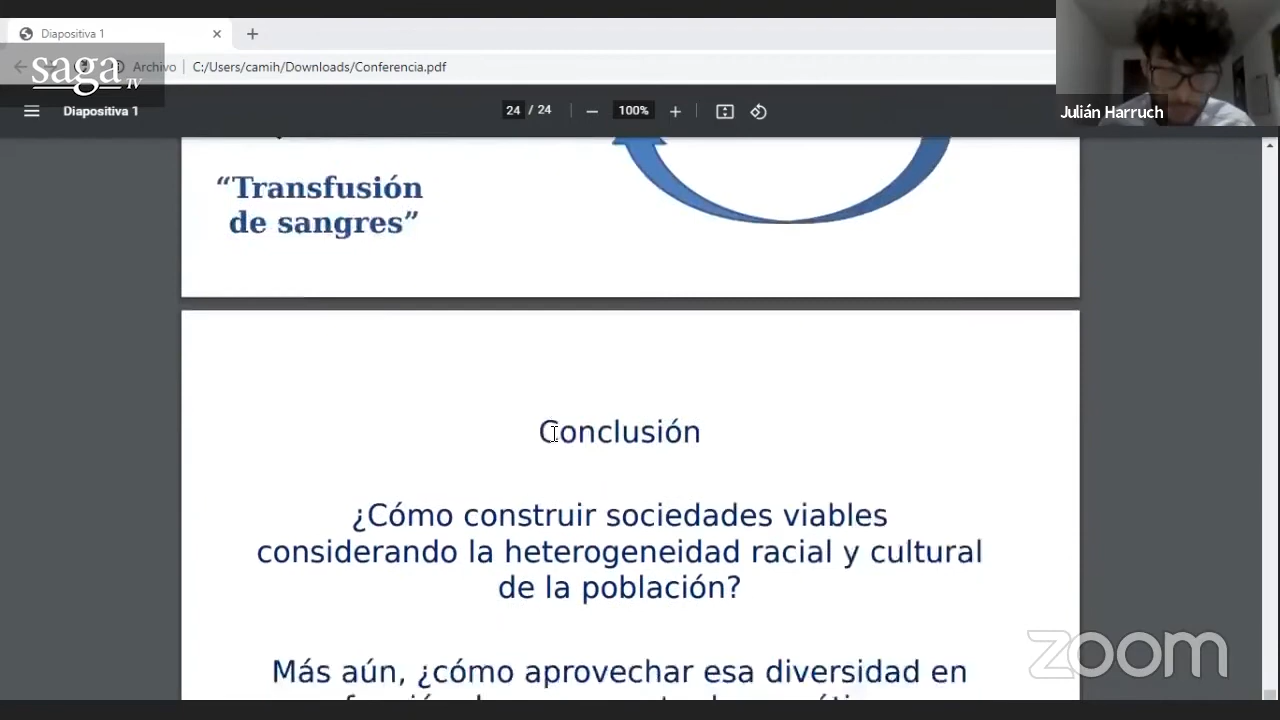 Diapositiva 1
saga TV
Archivo
C:/Users/camih/Downloads/Conferencia.pdf
Diapositiva 1
24 / 24
100%
Julián Harruch
“Transfusión
de sangres”
Conclusión
¿Cómo construir sociedades viables
considerando la heterogeneidad racial y cultural
de la población?
Más aún, ¿cómo aprovechar esa diversidad en
zoom